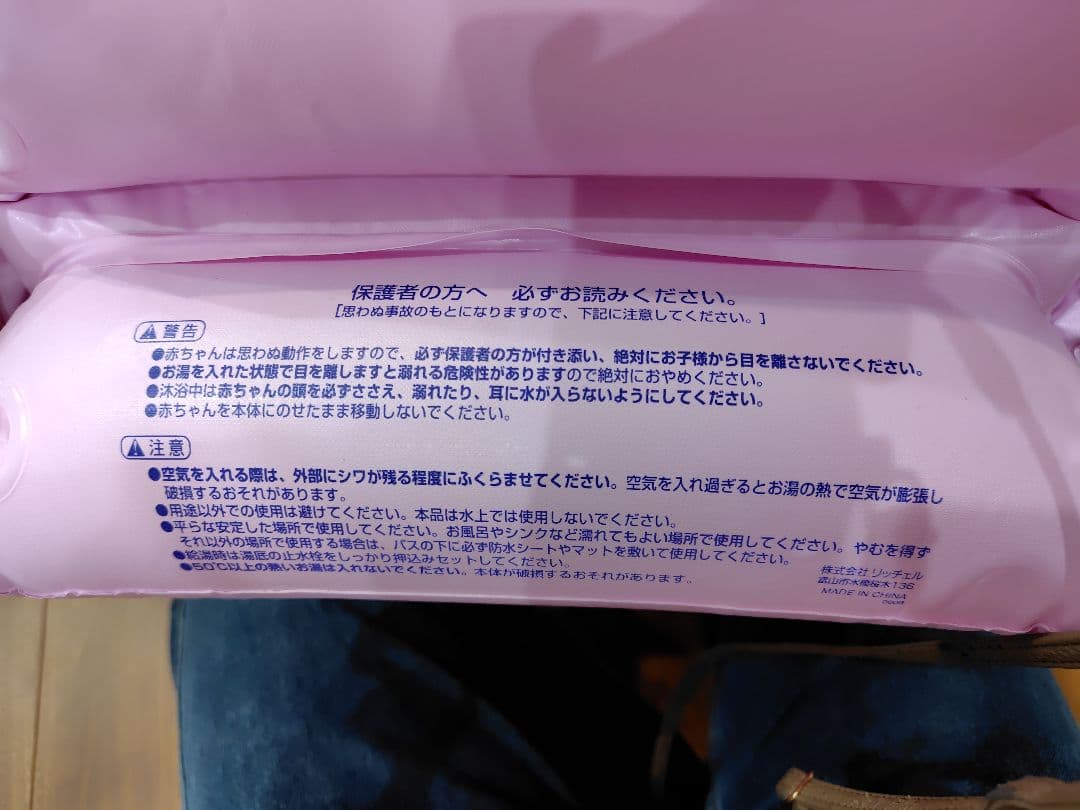 保護者の方へ 必ずお読みください。
[思わぬ事故のもとになりますので、下記に注意してください。]
⚠警告
●赤ちゃんは思わぬ動作をしますので、必ず保護者の方が付き添い、絶対にお子様から目を離さないでください。
●お湯を入れた状態で目を離しますと溺れる危険性がありますので絶対におやめください。
●沐浴中は赤ちゃんの頭を必ずささえ、溺れたり、耳に水が入らないようにしてください。
●赤ちゃんを本体にのせたまま移動しないでください。
⚠注意
●空気を入れる際は、外部にシワが残る程度にふくらませてください。空気を入れ過ぎるとお湯の熱で空気が膨張し
破損するおそれがあります。
●用途以外での使用は避けてください。本品は水上では使用しないでください。
●平らな安定した場所で使用してください。お風呂やシンクなど濡れてもよい場所で使用してください。やむを得ず
それ以外の場所で使用する場合は、バスの下に必ず防水シートやマットを敷いて使用してください。
●給湯時は湯底の止水栓をしっかり押込みセットしてください。
●50℃以上の熱いお湯は入れないでください。本体が破損するおそれがあります。
株式会社 リッチェル
富山市水橋桜木136
MADE IN CHINA